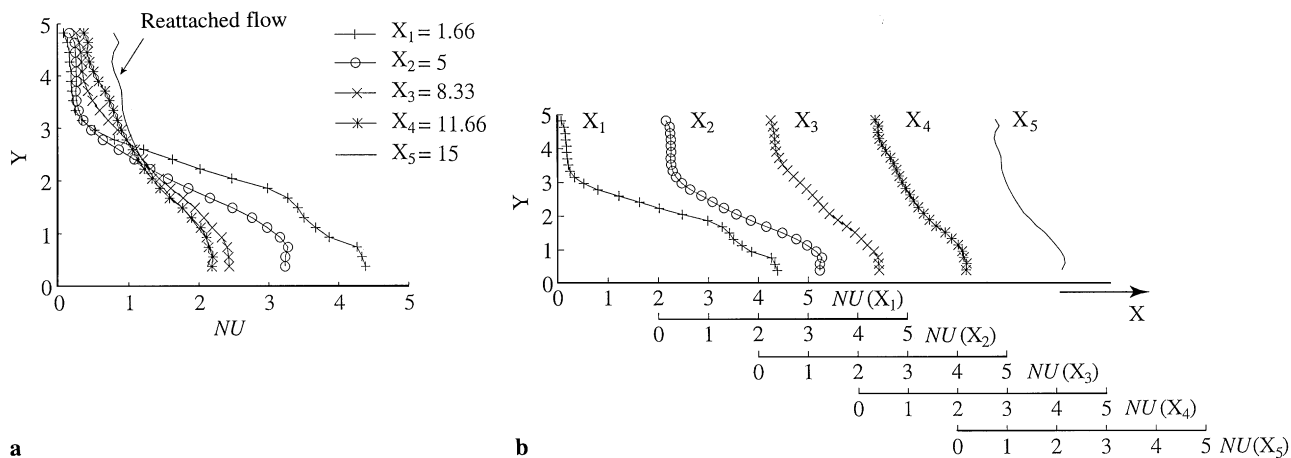 Reattached flow
X₁ = 1.66
X₂ = 5
X₃ = 8.33
X₄ = 11.66
X₅ = 15
5
4
3
2
1
0
Y
0 1 2 3 4 5
NU
a
X₁ X₂ X₃ X₄ X₅
5
4
3
2
1
0
Y
0 1 2 3 4 5 NU(X₁)
X
0 1 2 3 4 5 NU(X₂)
0 1 2 3 4 5 NU(X₃)
0 1 2 3 4 5 NU(X₄)
0 1 2 3 4 5 NU(X₅)
b